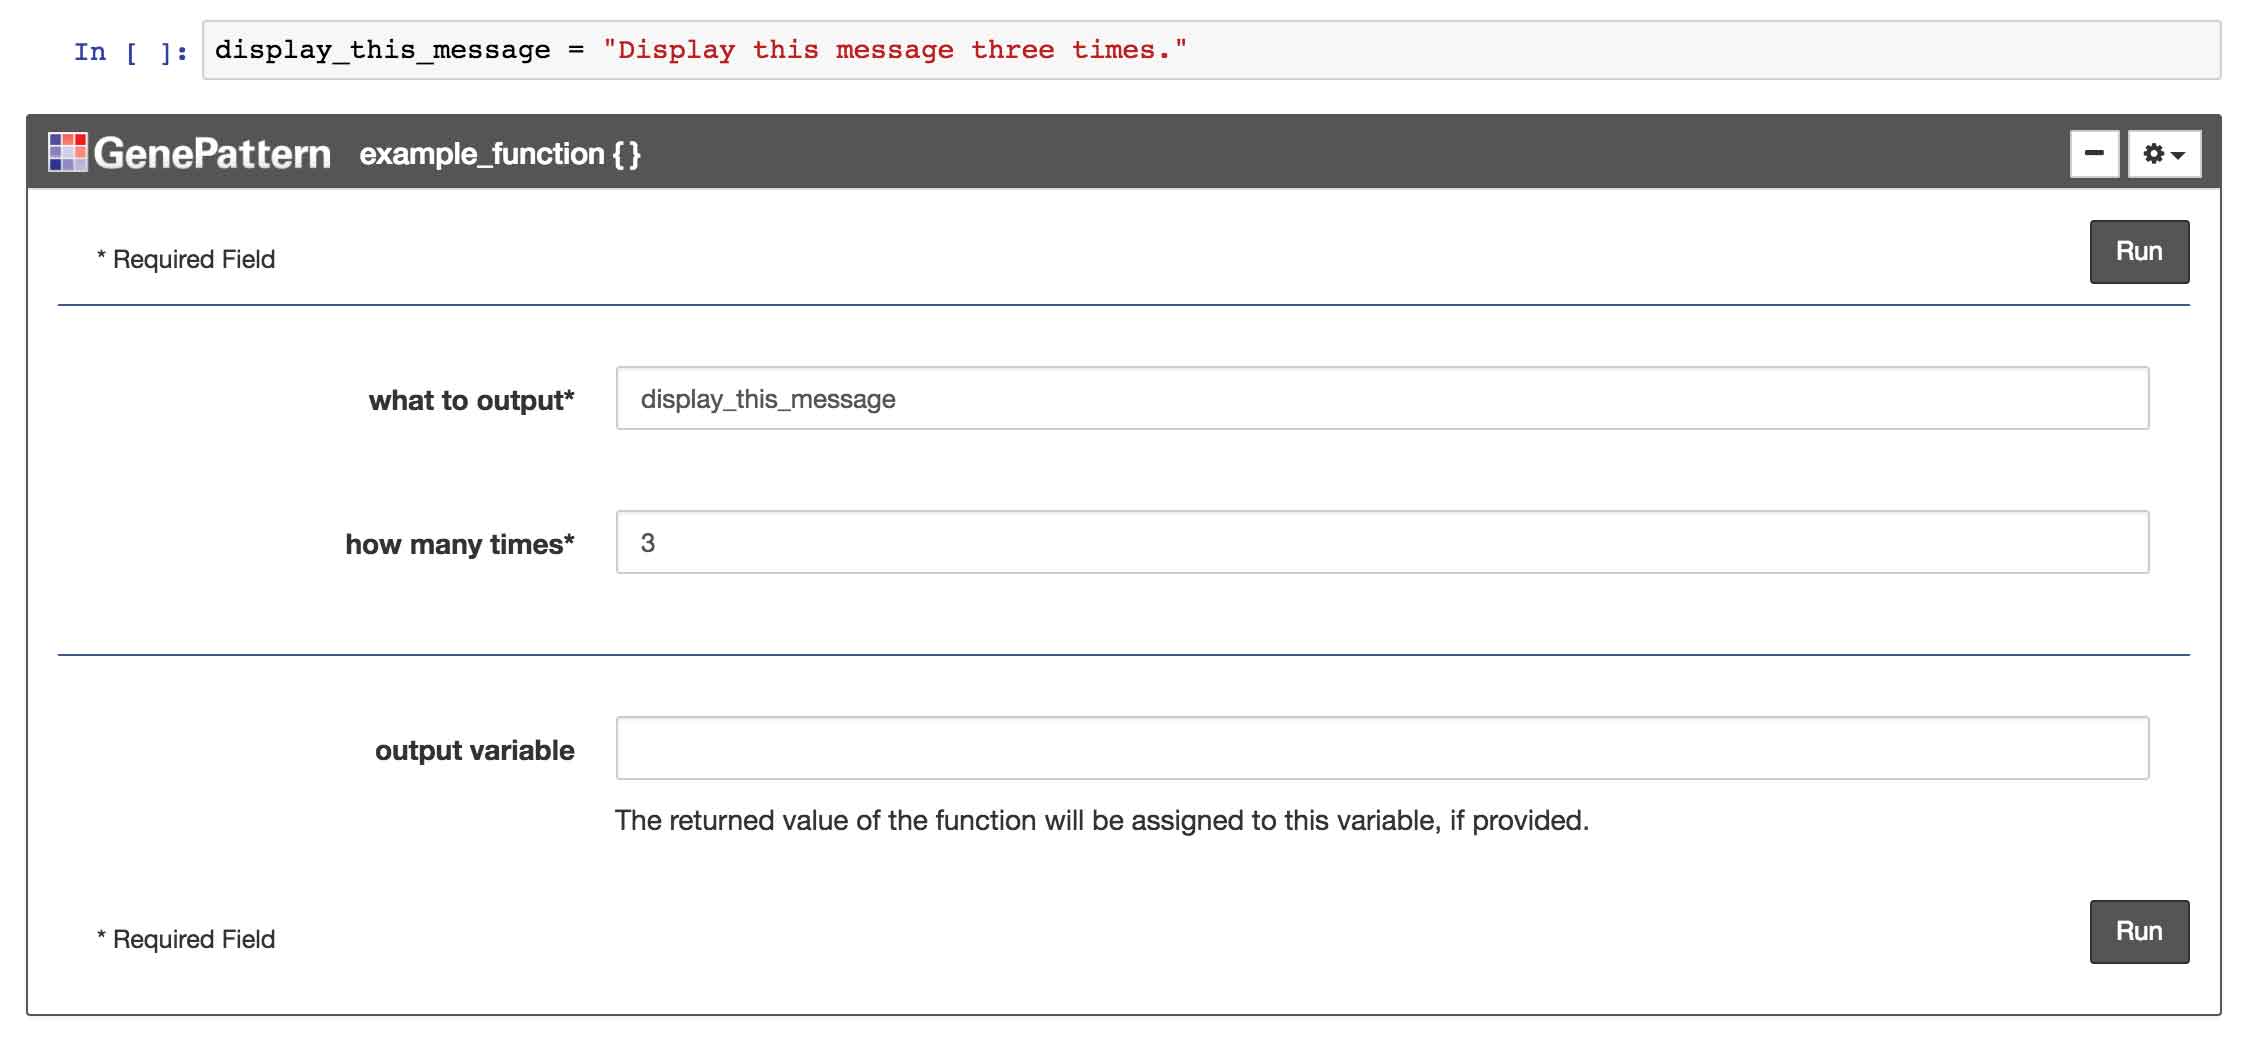 In [ ]: display_this_message = "Display this message three times."
GenePattern example_function { }
* Required Field Run
what to output* display_this_message
how many times* 3
output variable
The returned value of the function will be assigned to this variable, if provided.
* Required Field Run